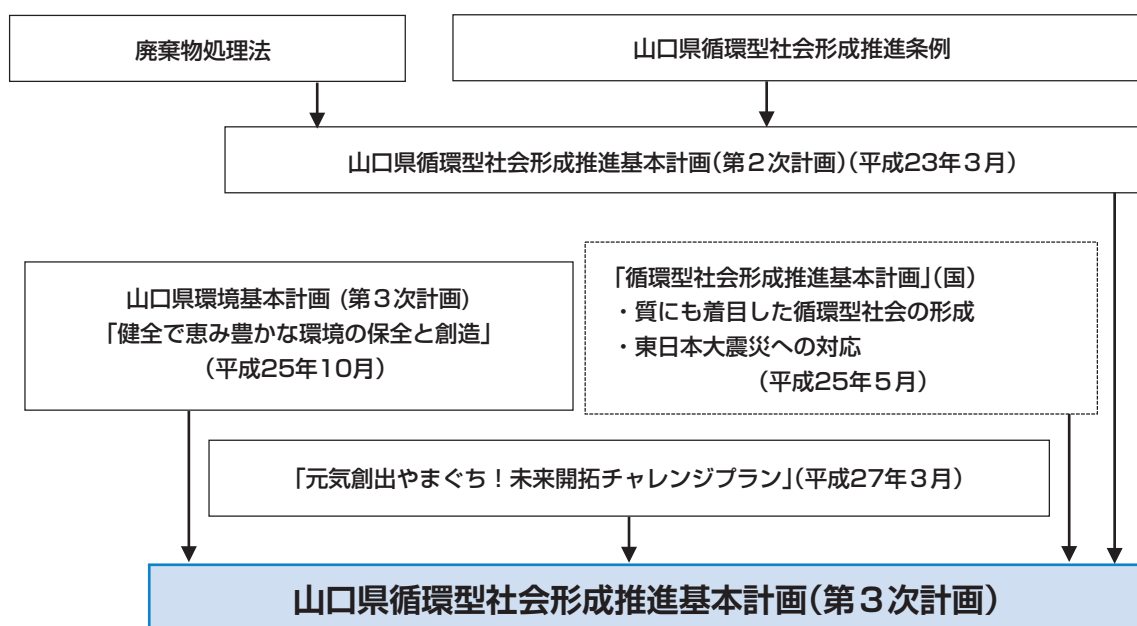 廃棄物処理法
山口県循環型社会形成推進条例
山口県循環型社会形成推進基本計画(第２次計画)(平成23年３月)
山口県環境基本計画 (第３次計画)
「健全で恵み豊かな環境の保全と創造」
(平成25年10月)
「循環型社会形成推進基本計画」(国)
・質にも着目した循環型社会の形成
・東日本大震災への対応
(平成25年５月)
「元気創出やまぐち！未来開拓チャレンジプラン」(平成27年３月)
山口県循環型社会形成推進基本計画(第３次計画)